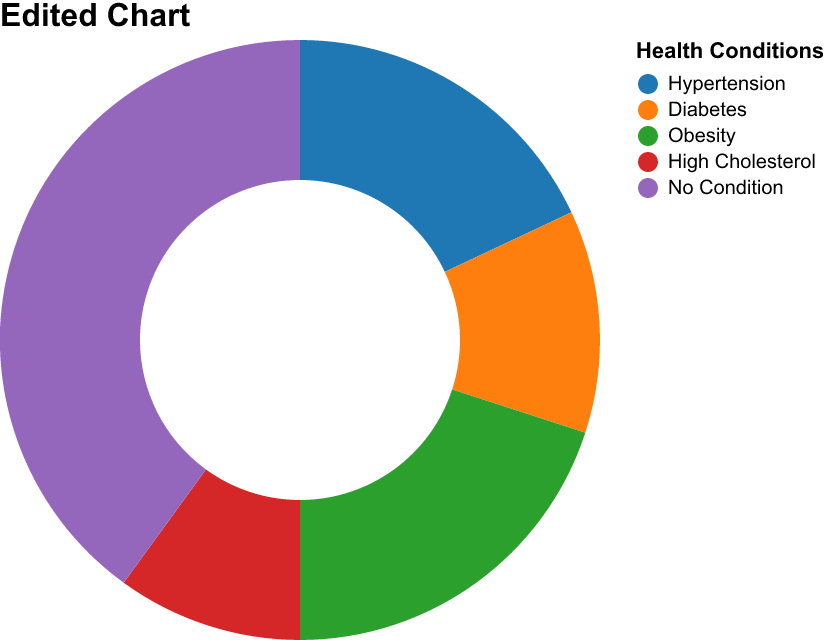 Edited Chart
Health Conditions
Hypertension
Diabetes
Obesity
High Cholesterol
No Condition